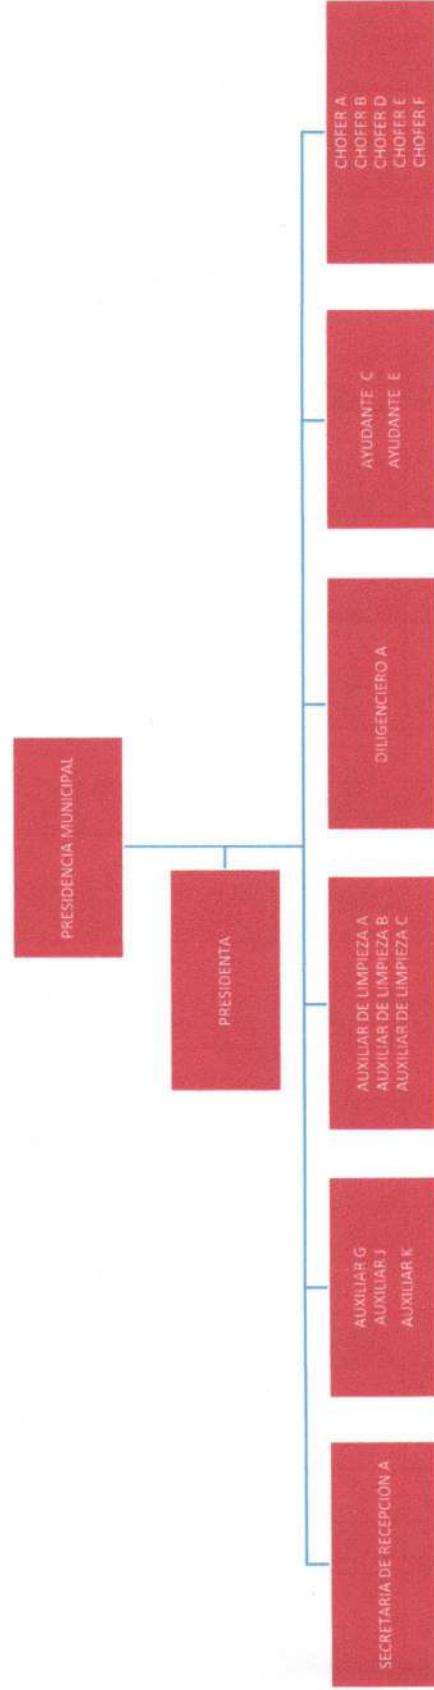 PRESIDENCIA MUNICIPAL
PRESIDENTA
SECRETARIA DE RECEPCIÓN A
AUXILIAR G
AUXILIAR J
AUXILIAR K
AUXILIAR DE LIMPIEZA A
AUXILIAR DE LIMPIEZA B
AUXILIAR DE LIMPIEZA C
DILIGENCIERO A
AYUDANTE C
AYUDANTE E
CHOFER A
CHOFER B
CHOFER D
CHOFER E
CHOFER F